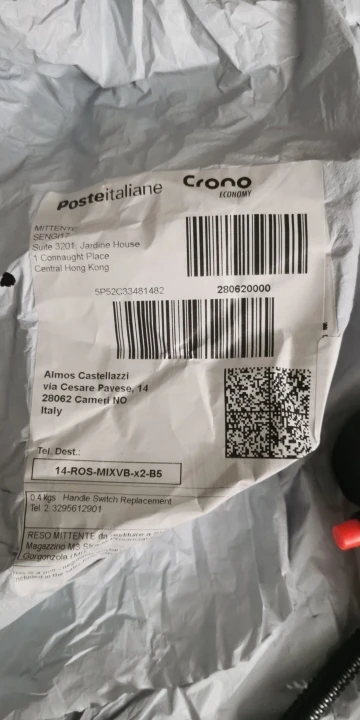 Posteitaliane
Crono
ECONOMY
MITTENTE
Suite 3201, Jardine House
1 Connaught Place
Central Hong Kong
5P52C33481482
280620000
Almos Castellazzi
via Cesare Pavese, 14
28062 Cameri NO
Italy
Tel. Dest.:
14-ROS-MIXVB-x2-B5
0.4 kgs Handle Switch Replacement
Tel 2 3295612901
RESO MITTENTE da
Magazzino M3
Gorgonzola